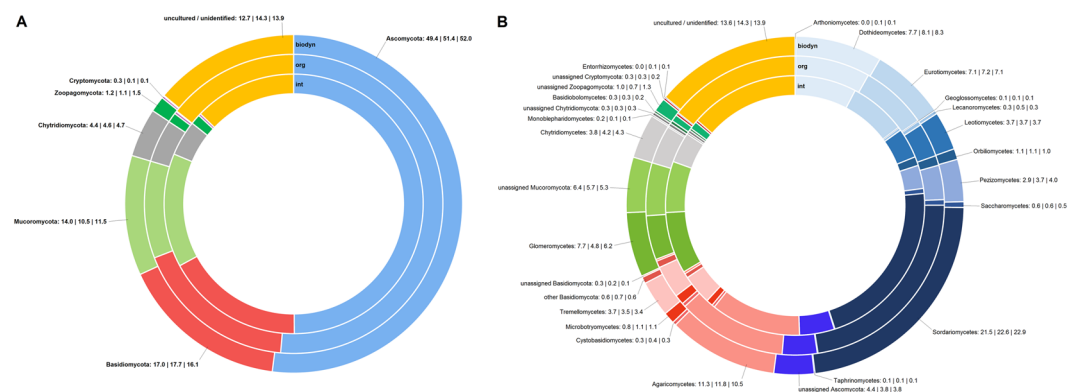 A
uncultured / unidentified: 12.7 | 14.3 | 13.9
Ascomycota: 49.4 | 51.4 | 52.0
biodyn
org
int
Cryptomycota: 0.3 | 0.1 | 0.1
Zoopagomycota: 1.2 | 1.1 | 1.5
Chytridiomycota: 4.4 | 4.6 | 4.7
Mucoromycota: 14.0 | 10.5 | 11.5
Basidiomycota: 17.0 | 17.7 | 16.1
B
uncultured / unidentified: 13.6 | 14.3 | 13.9
Arthoniomycetes: 0.0 | 0.1 | 0.1
Dothideomycetes: 7.7 | 8.1 | 8.3
biodyn
org
int
Entorrhizomycetes: 0.0 | 0.1 | 0.1
unassigned Cryptomycota: 0.3 | 0.3 | 0.2
unassigned Zoopagomycota: 1.0 | 0.7 | 1.3
Basidiobolomycetes: 0.3 | 0.3 | 0.2
unassigned Chytridiomycota: 0.3 | 0.3 | 0.3
Monoblepharidomycetes: 0.2 | 0.1 | 0.1
Chytridiomycetes: 3.8 | 4.2 | 4.3
Eurotiomycetes: 7.1 | 7.2 | 7.1
Geoglossomycetes: 0.1 | 0.1 | 0.1
Lecanoromycetes: 0.3 | 0.5 | 0.3
Leotiomycetes: 3.7 | 3.7 | 3.7
Orbiliomycetes: 1.1 | 1.1 | 1.0
Pezizomycetes: 2.9 | 3.7 | 4.0
Saccharomycetes: 0.6 | 0.6 | 0.5
unassigned Mucoromycota: 6.4 | 5.7 | 5.3
Glomeromycetes: 7.7 | 4.8 | 6.2
unassigned Basidiomycota: 0.3 | 0.2 | 0.1
other Basidiomycota: 0.6 | 0.7 | 0.6
Tremellomycetes: 3.7 | 3.5 | 3.4
Microbotryomycetes: 0.8 | 1.1 | 1.1
Cystobasidiomycetes: 0.3 | 0.4 | 0.3
Sordariomycetes: 21.5 | 22.6 | 22.9
Agaricomycetes: 11.3 | 11.8 | 10.5
Taphrinomycetes: 0.1 | 0.1 | 0.1
unassigned Ascomycota: 4.4 | 3.8 | 3.8